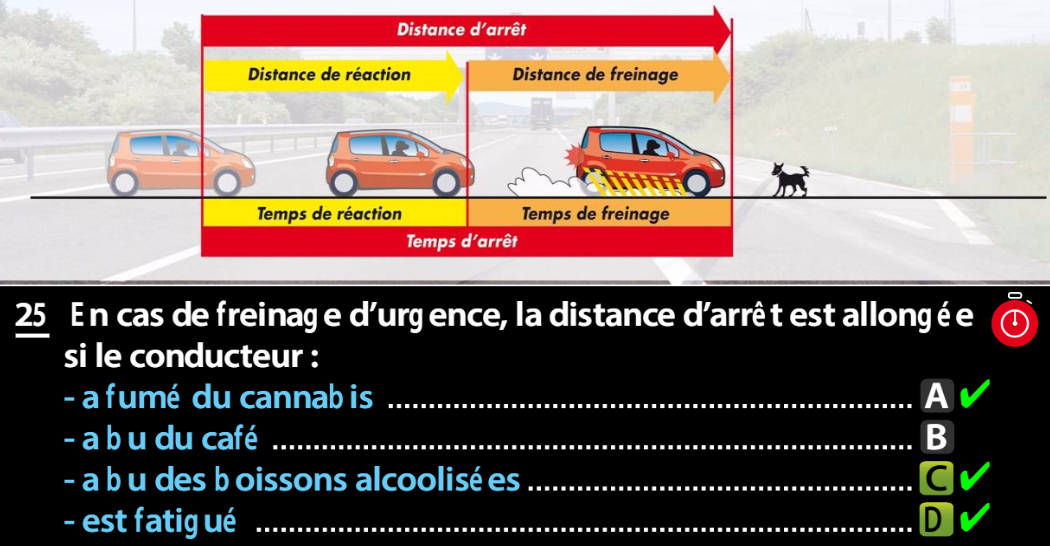 Distance d'arrêt
Distance de réaction Distance de freinage
Temps de réaction Temps de freinage
Temps d'arrêt
25 En cas de freinage d'urgence, la distance d'arrêt est allongée
si le conducteur :
- a fumé du cannabis ................................................................ A ✔
- a bu du café ................................................................ B
- a bu des boissons alcoolisées ................................................ C ✔
- est fatigué ................................................................ D ✔